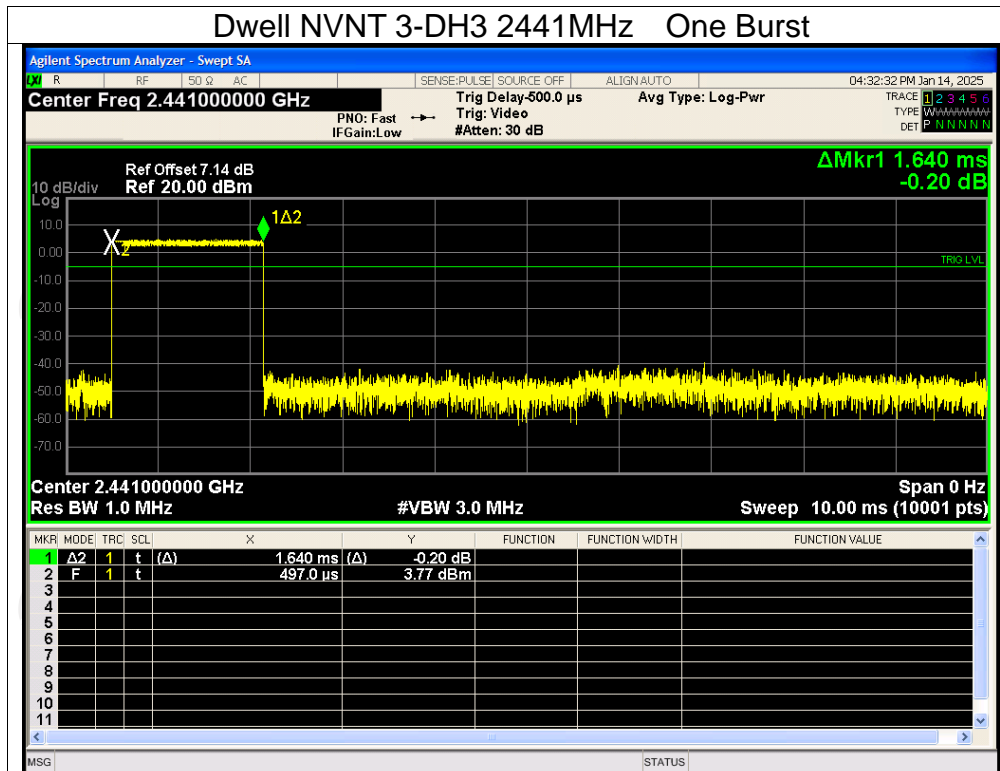 Dwell NVNT 3-DH3 2441MHz One Burst
Agilent Spectrum Analyzer - Swept SA
LXI R RF 50 Ω AC SENSE:PULSE SOURCE OFF ALIGN AUTO 04:32:32 PM Jan 14, 2025
Center Freq 2.441000000 GHz Trig Delay-500.0 µs Avg Type: Log-Pwr TRACE 1 2 3 4 5 6
PNO: Fast Trig: Video TYPE WWWWWW
IFGain:Low #Atten: 30 dB DET P N N N N N
ΔMkr1 1.640 ms
Ref Offset 7.14 dB
-0.20 dB
10 dB/div Ref 20.00 dBm
Log
1Δ2
10.0
X2
0.00
TRIG LVL
-10.0
-20.0
-30.0
-40.0
-50.0
-60.0
-70.0
Center 2.441000000 GHz Span 0 Hz
Res BW 1.0 MHz #VBW 3.0 MHz Sweep 10.00 ms (10001 pts)
MKR MODE TRC SCL X Y FUNCTION FUNCTION WIDTH FUNCTION VALUE
1 Δ2 1 t (Δ) 1.640 ms (Δ) -0.20 dB
2 F 1 t 497.0 µs 3.77 dBm
3
4
5
6
7
8
9
10
11
MSG STATUS